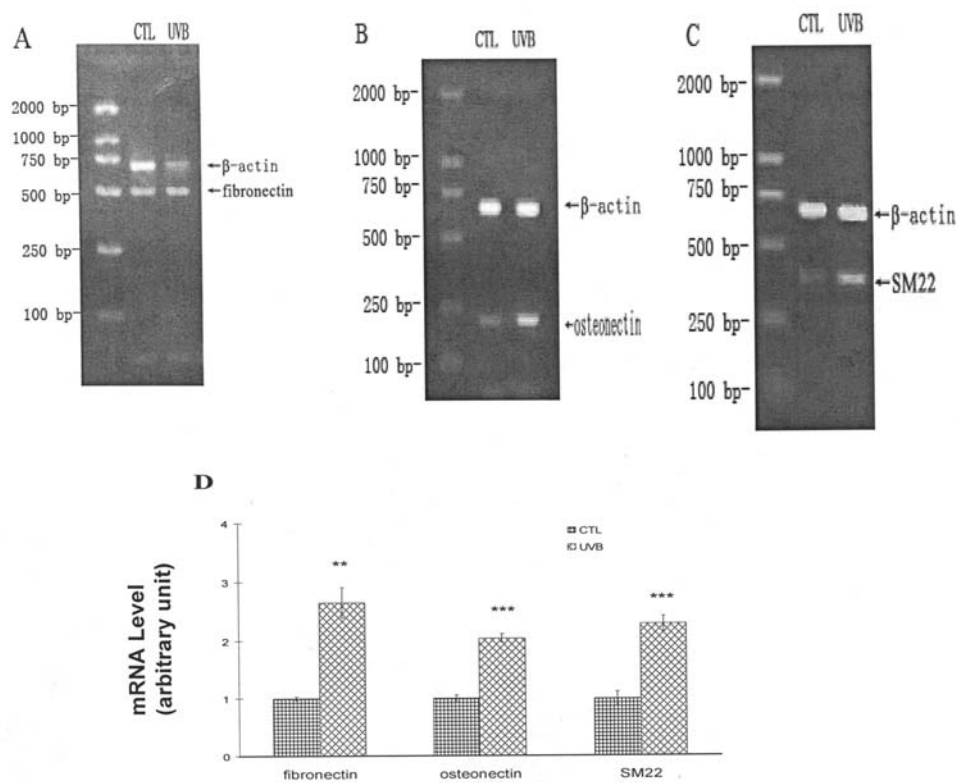 A
CTL UVB
2000 bp
1000 bp
750 bp
500 bp
250 bp
100 bp
←β-actin
←fibronectin
B
CTL UVB
2000 bp
1000 bp
750 bp
500 bp
250 bp
100 bp
←β-actin
←osteonectin
C
CTL UVB
2000 bp
1000 bp
750 bp
500 bp
250 bp
100 bp
←β-actin
←SM22
D
mRNA Level
(arbitrary unit)
4
3
2
1
0
CTL
UVB
**
***
***
fibronectin osteonectin SM22